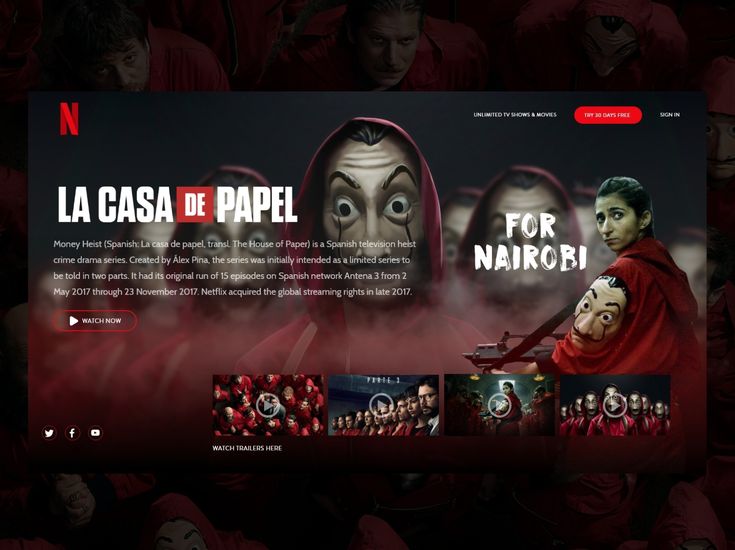 N
UNLIMITED TV SHOWS & MOVIES
TRY 30 DAYS FREE
SIGN IN
LA CASA DE PAPEL
Money Heist (Spanish: La casa de papel, transl. The House of Paper) is a Spanish television heist
crime drama series. Created by Álex Pina, the series was initially intended as a limited series to
be told in two parts. It had its original run of 15 episodes on Spanish network Antena 3 from 2
May 2017 through 23 November 2017. Netflix acquired the global streaming rights in late 2017.
FOR
NAIROBI
WATCH NOW
PARTE 3
WATCH TRAILERS HERE